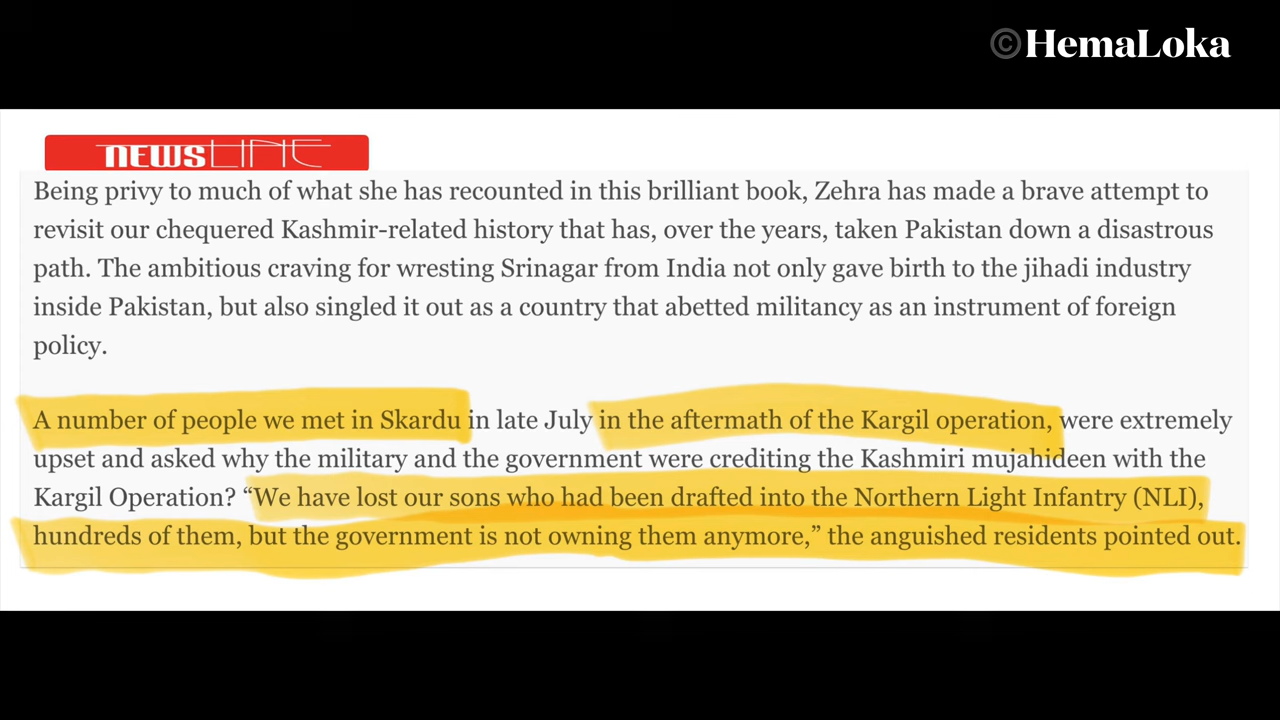 ©HemaLoka
NEWSLINE
Being privy to much of what she has recounted in this brilliant book, Zehra has made a brave attempt to
revisit our chequered Kashmir-related history that has, over the years, taken Pakistan down a disastrous
path. The ambitious craving for wresting Srinagar from India not only gave birth to the jihadi industry
inside Pakistan, but also singled it out as a country that abetted militancy as an instrument of foreign
policy.
A number of people we met in Skardu in late July in the aftermath of the Kargil operation, were extremely
upset and asked why the military and the government were crediting the Kashmiri mujahideen with the
Kargil Operation? “We have lost our sons who had been drafted into the Northern Light Infantry (NLI),
hundreds of them, but the government is not owning them anymore,” the anguished residents pointed out.